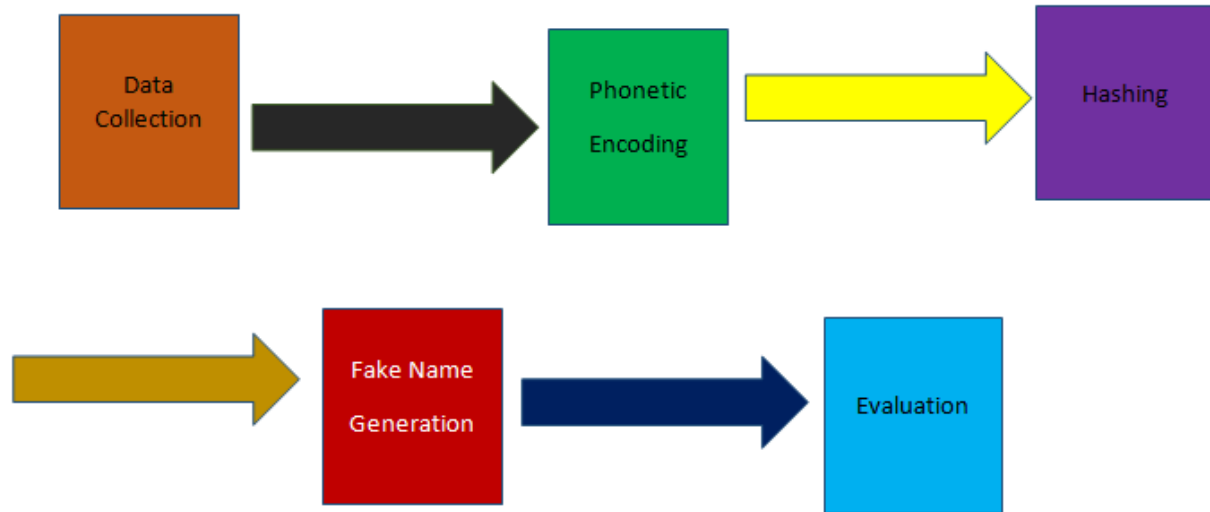 Data
Collection
Phonetic
Encoding
Hashing
Fake Name
Generation
Evaluation